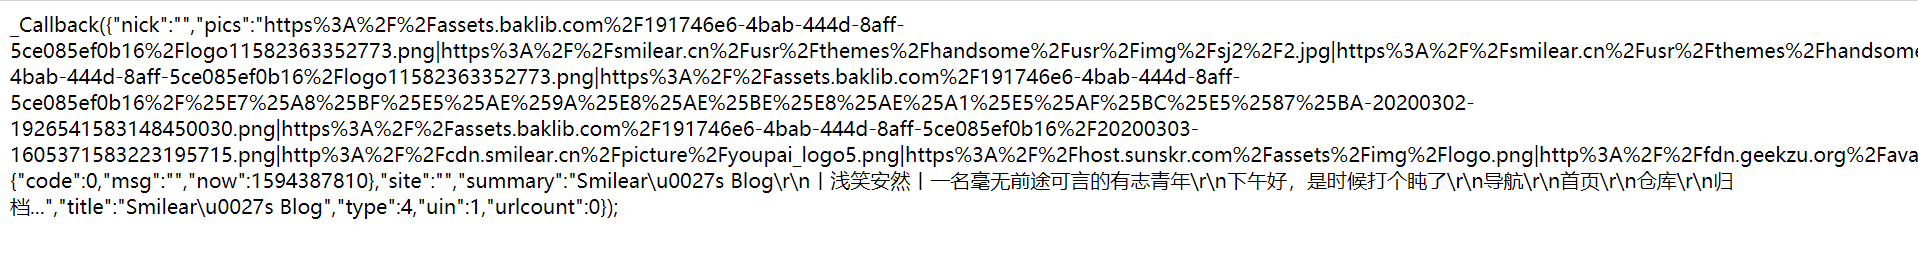 _Callback({"nick":"","pics":"https%3A%2F%2Fassets.baklib.com%2F191746e6-4bab-444d-8aff-
5ce085ef0b16%2Flogo11582363352773.png|https%3A%2F%2Fsmilear.cn%2Fusr%2Fthemes%2Fhandsome%2Fusr%2Fimg%2Fsj2%2F2.jpg|https%3A%2F%2Fsmilear.cn%2Fusr%2Fthemes%2Fhandsome
4bab-444d-8aff-5ce085ef0b16%2Flogo11582363352773.png|https%3A%2F%2Fassets.baklib.com%2F191746e6-4bab-444d-8aff-
5ce085ef0b16%2F%25E7%25A8%25BF%25E5%25AE%259A%25E8%25AE%25BE%25E8%25AE%25A1%25E5%25AF%25BC%25E5%2587%25BA-20200302-
1926541583148450030.png|https%3A%2F%2Fassets.baklib.com%2F191746e6-4bab-444d-8aff-5ce085ef0b16%2F20200303-
1605371583223195715.png|http%3A%2F%2Fcdn.smilear.cn%2Fpicture%2Fyoupai_logo5.png|https%3A%2F%2Fhost.sunskr.com%2Fassets%2Fimg%2Flogo.png|http%3A%2F%2Ffdn.geekzu.org%2Fava
{"code":0,"msg":"","now":1594387810},"site":"","summary":"Smilear\u0027s Blog\r\n丨浅笑安然丨一名毫无前途可言的有志青年\r\n下午好，是时候打个盹了\r\n导航\r\n首页\r\n仓库\r\n归
档...","title":"Smilear\u0027s Blog","type":4,"uin":1,"urlcount":0});